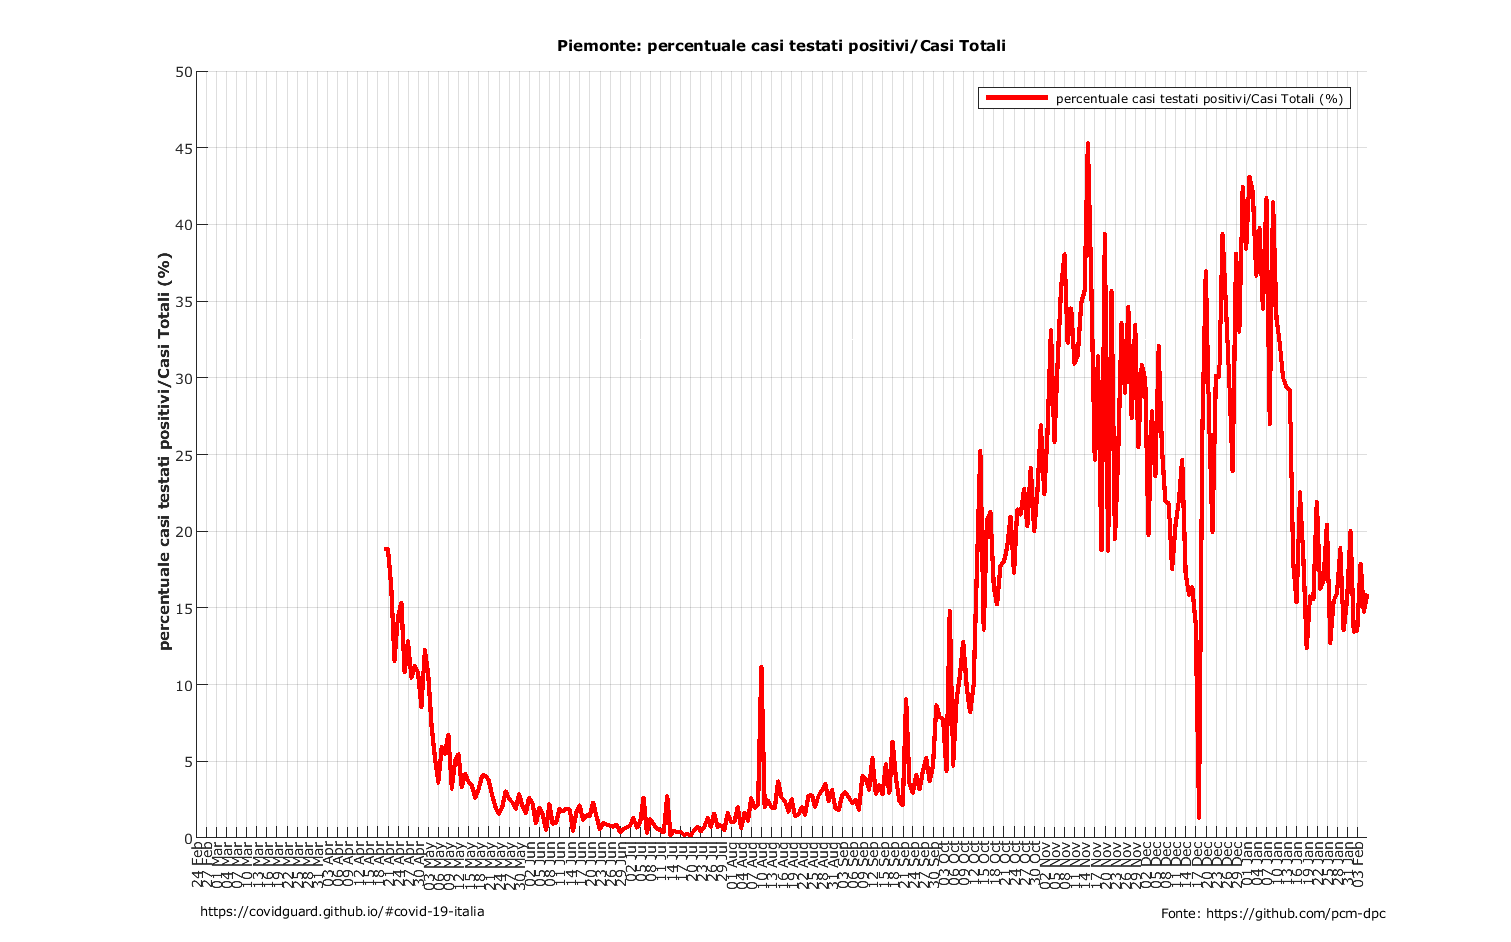 Piemonte: percentuale casi testati positivi/Casi Totali
percentuale casi testati positivi/Casi Totali (%)
percentuale casi testati positivi/Casi Totali (%)
50
45
40
35
30
25
20
15
10
5
0
24 Feb
27 Feb
01 Mar
04 Mar
07 Mar
10 Mar
13 Mar
16 Mar
19 Mar
22 Mar
25 Mar
28 Mar
31 Mar
03 Apr
06 Apr
09 Apr
12 Apr
15 Apr
18 Apr
21 Apr
24 Apr
27 Apr
30 Apr
03 May
06 May
09 May
12 May
15 May
18 May
21 May
24 May
27 May
30 May
02 Jun
05 Jun
08 Jun
11 Jun
14 Jun
17 Jun
20 Jun
23 Jun
26 Jun
29 Jun
02 Jul
05 Jul
08 Jul
11 Jul
14 Jul
17 Jul
20 Jul
23 Jul
26 Jul
29 Jul
01 Aug
04 Aug
07 Aug
10 Aug
13 Aug
16 Aug
19 Aug
22 Aug
25 Aug
28 Aug
31 Aug
03 Sep
06 Sep
09 Sep
12 Sep
15 Sep
18 Sep
21 Sep
24 Sep
27 Sep
30 Sep
03 Oct
06 Oct
09 Oct
12 Oct
15 Oct
18 Oct
21 Oct
24 Oct
27 Oct
30 Oct
02 Nov
05 Nov
08 Nov
11 Nov
14 Nov
17 Nov
20 Nov
23 Nov
26 Nov
29 Nov
02 Dec
05 Dec
08 Dec
11 Dec
14 Dec
17 Dec
20 Dec
23 Dec
26 Dec
29 Dec
01 Jan
04 Jan
07 Jan
10 Jan
13 Jan
16 Jan
19 Jan
22 Jan
25 Jan
28 Jan
31 Jan
03 Feb
https://covidguard.github.io/#covid-19-italia
Fonte: https://github.com/pcm-dpc